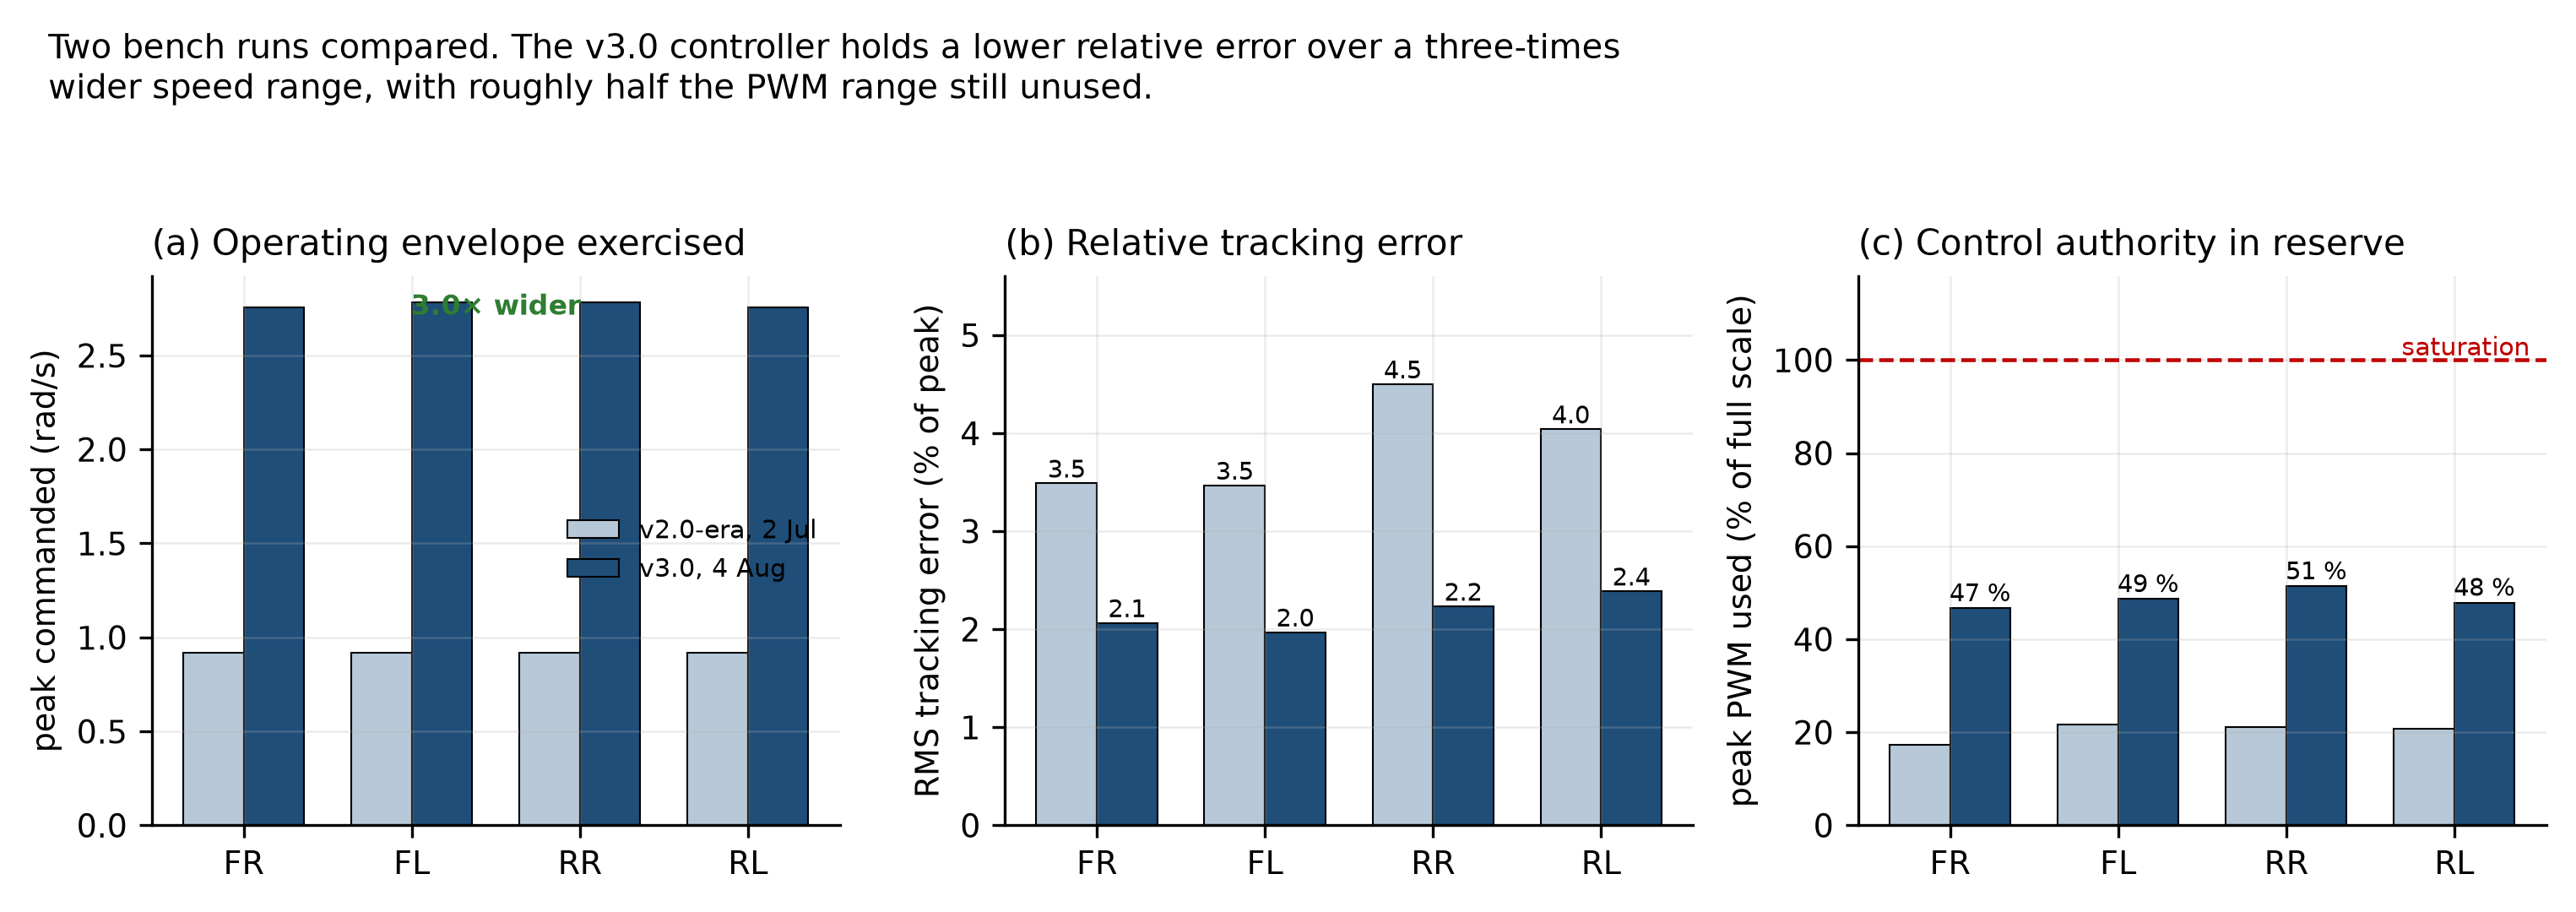 Two bench runs compared. The v3.0 controller holds a lower relative error over a three-times
wider speed range, with roughly half the PWM range still unused.
(a) Operating envelope exercised
peak commanded (rad/s)
2.5
2.0
1.5
1.0
0.5
0.0
3.0× wider
v2.0-era, 2 Jul
v3.0, 4 Aug
FR FL RR RL
(b) Relative tracking error
RMS tracking error (% of peak)
5
4
3
2
1
0
3.5 2.1 3.5 2.0 4.5 2.2 4.0 2.4
FR FL RR RL
(c) Control authority in reserve
peak PWM used (% of full scale)
100
80
60
40
20
0
saturation
47 % 49 % 51 % 48 %
FR FL RR RL